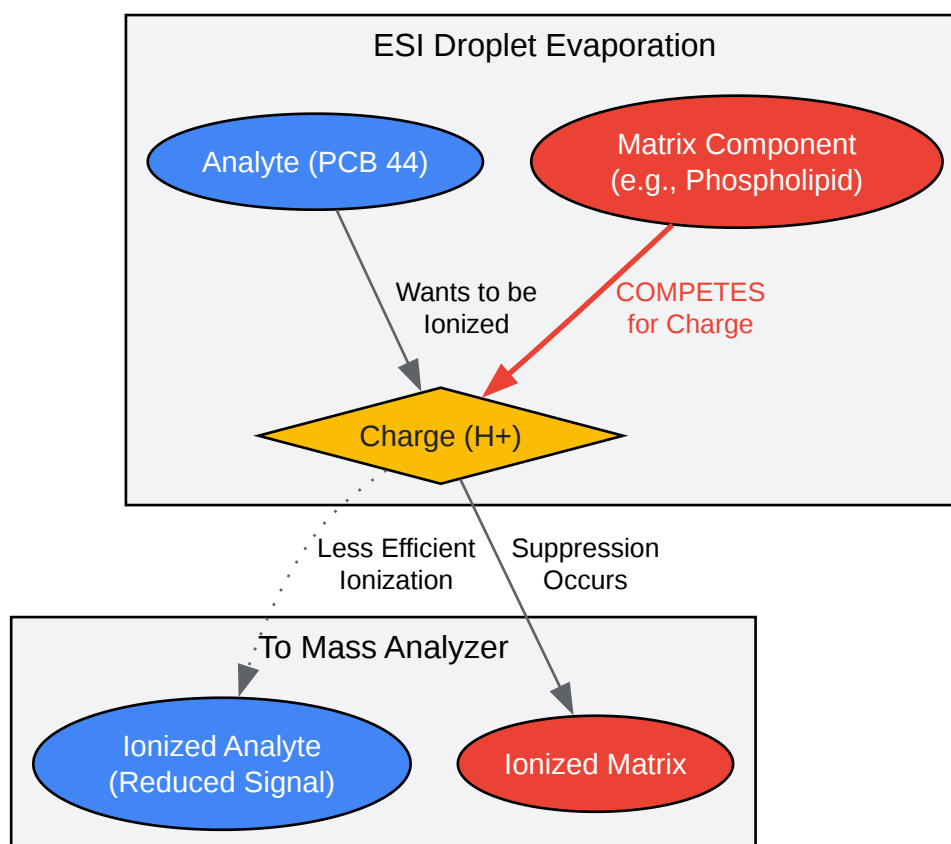 ESI Droplet Evaporation
Analyte (PCB 44)
Matrix Component
(e.g., Phospholipid)
Wants to be
Ionized
COMPETES
for Charge
Charge (H+)
Less Efficient
Ionization
Suppression
Occurs
To Mass Analyzer
Ionized Analyte
(Reduced Signal)
Ionized Matrix